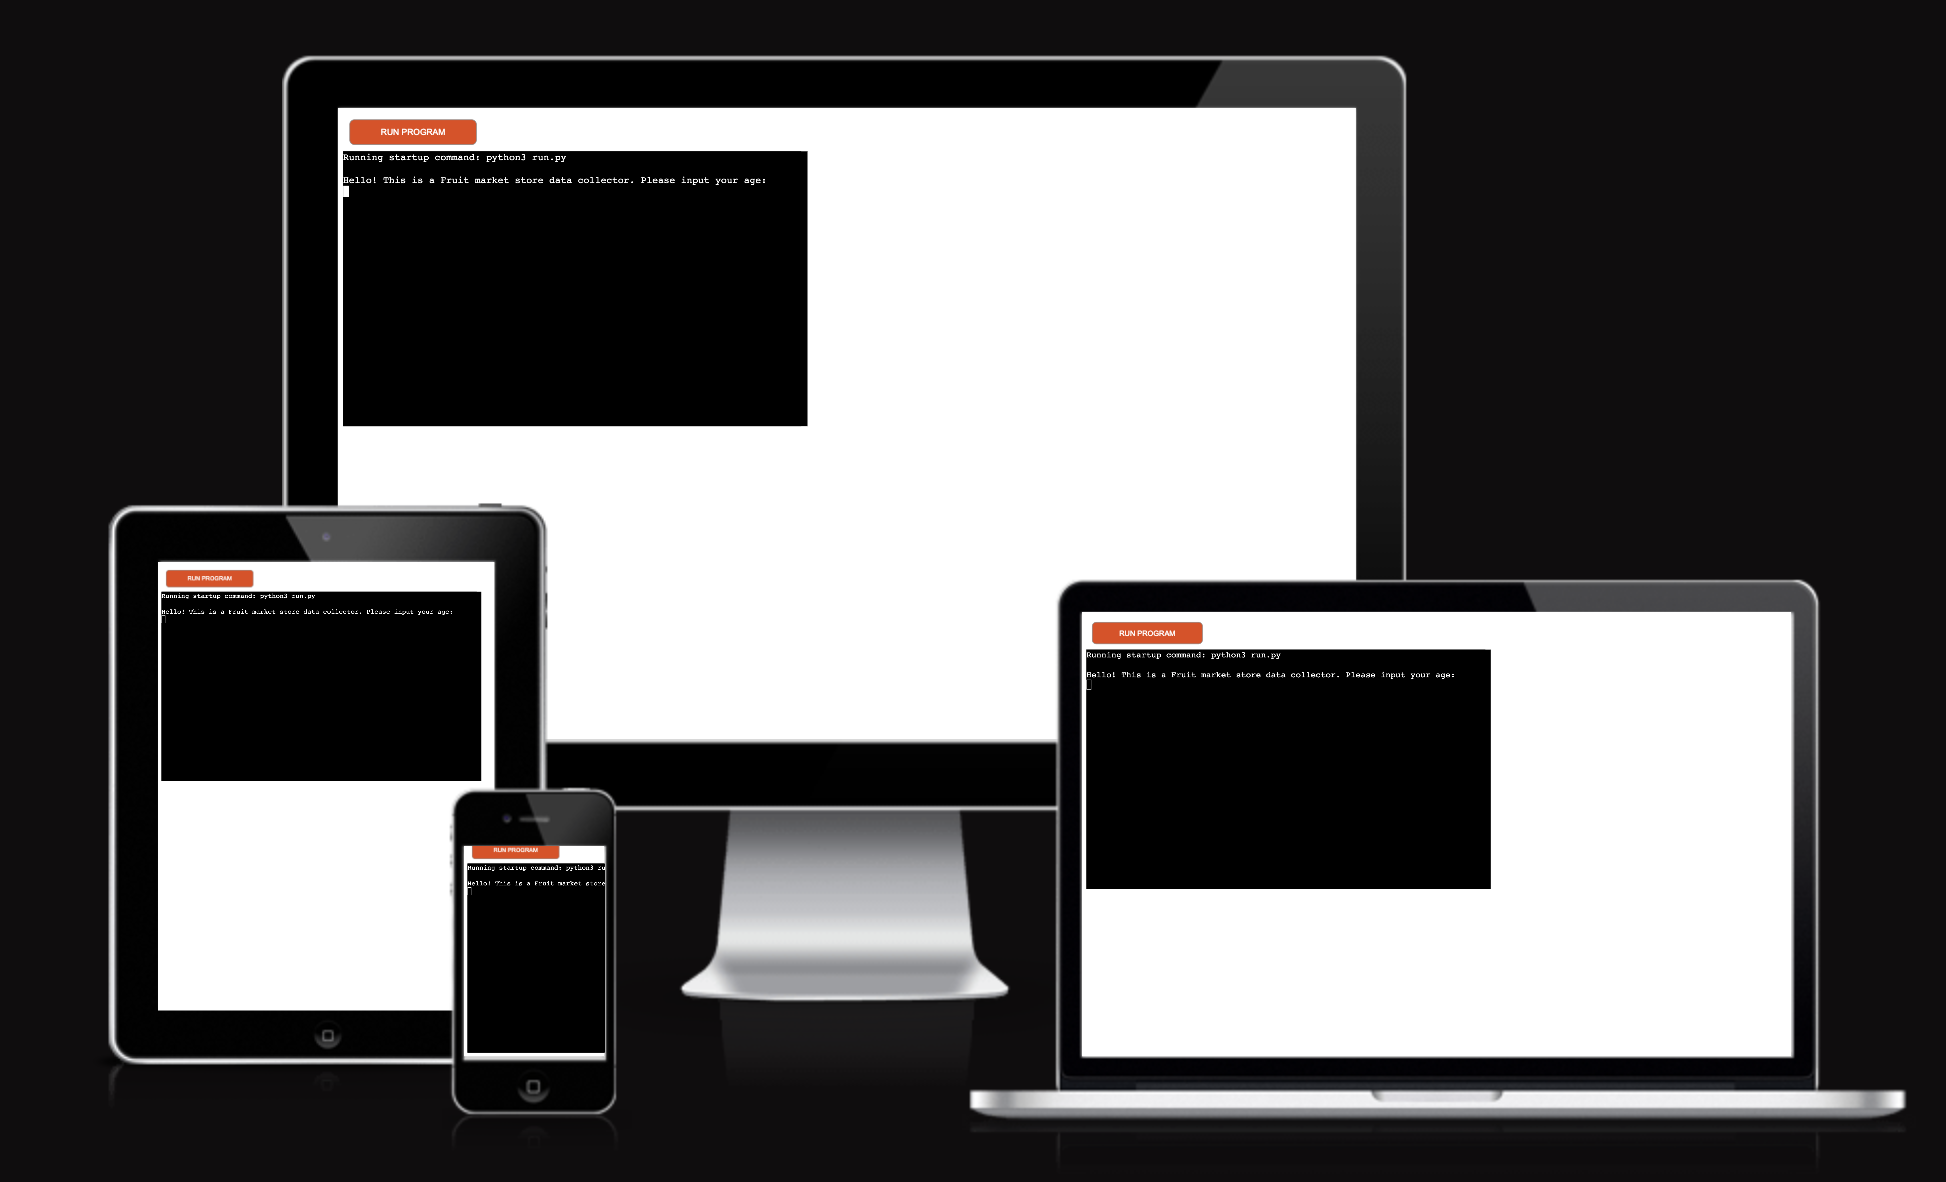 RUN PROGRAM
Running startup command: python3 run.py
Hello! This is a Fruit market store data collector. Please input your age:
RUN PROGRAM
Running startup command: python3 run.py
Hello! This is a Fruit market store data collector. Please input your age:
RUN PROGRAM
Running startup command: python3 ru
Hello! This is a Fruit market store
RUN PROGRAM
Running startup command: python3 run.py
Hello! This is a Fruit market store data collector. Please input your age: